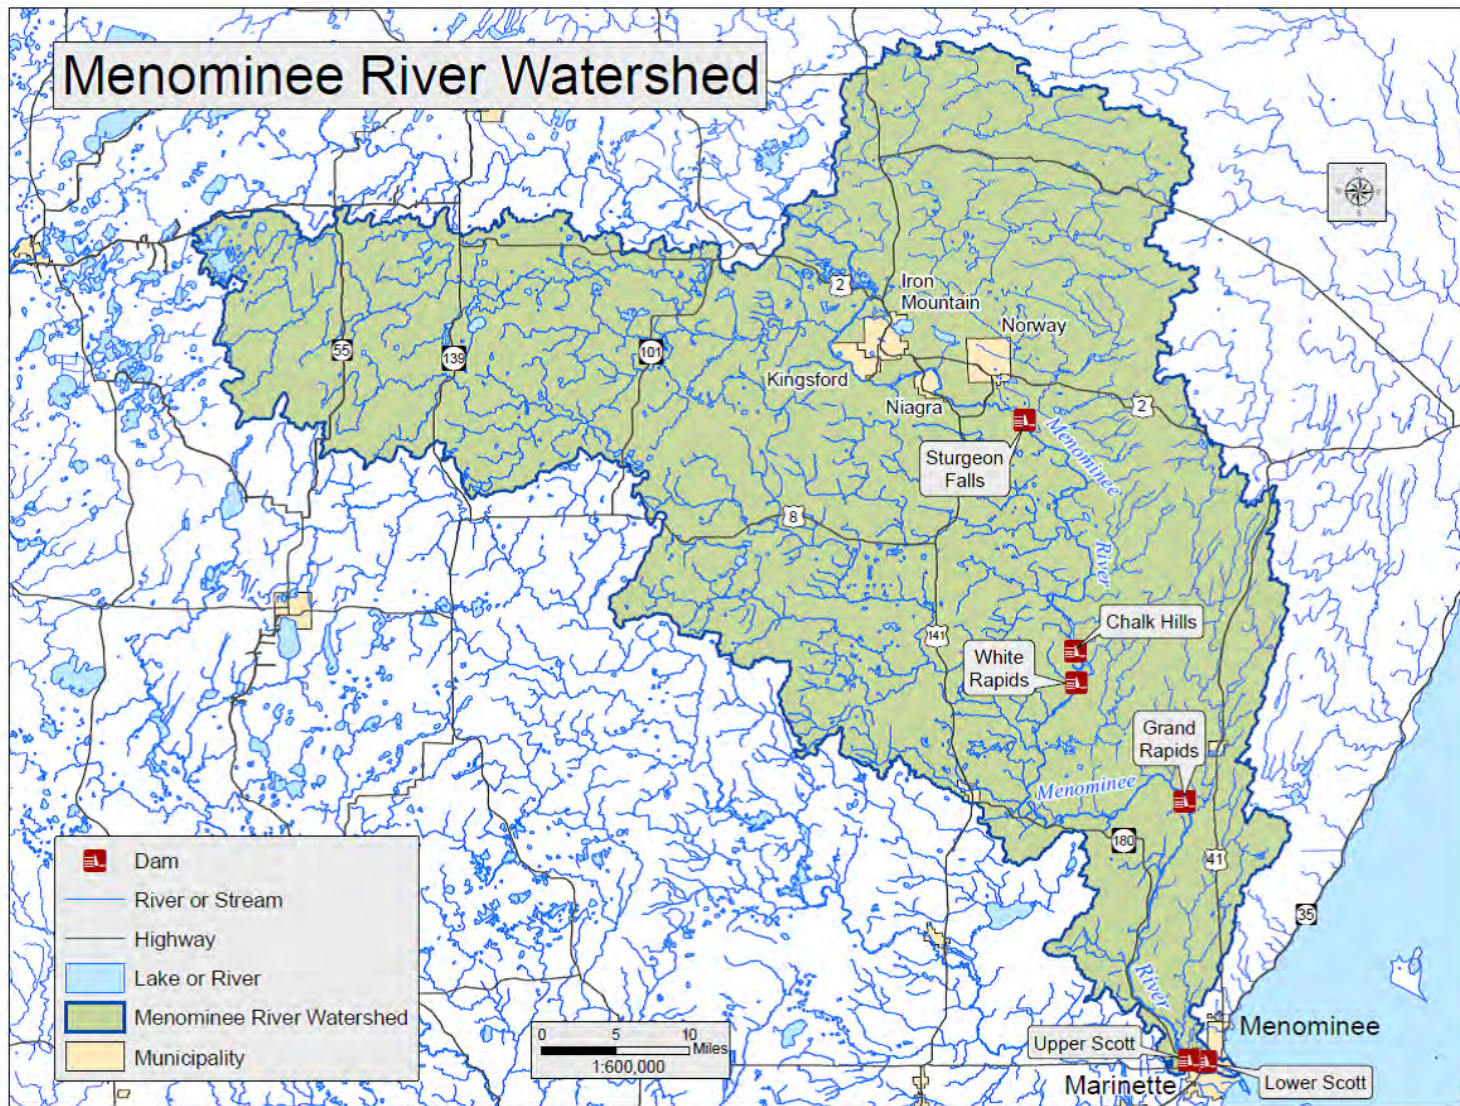 Menominee River Watershed
N
W
E
S
2
Iron
Mountain
Norway
55
139
101
Kingsford
Niagra
2
Menominee
Sturgeon
Falls
8
River
141
Chalk Hills
White
Rapids
Grand
Rapids
Menominee
180
41
35
River
Menominee
Upper Scott
Marinette
Lower Scott
Dam
River or Stream
Highway
Lake or River
Menominee River Watershed
Municipality
0 5 10
Miles
1:600,000